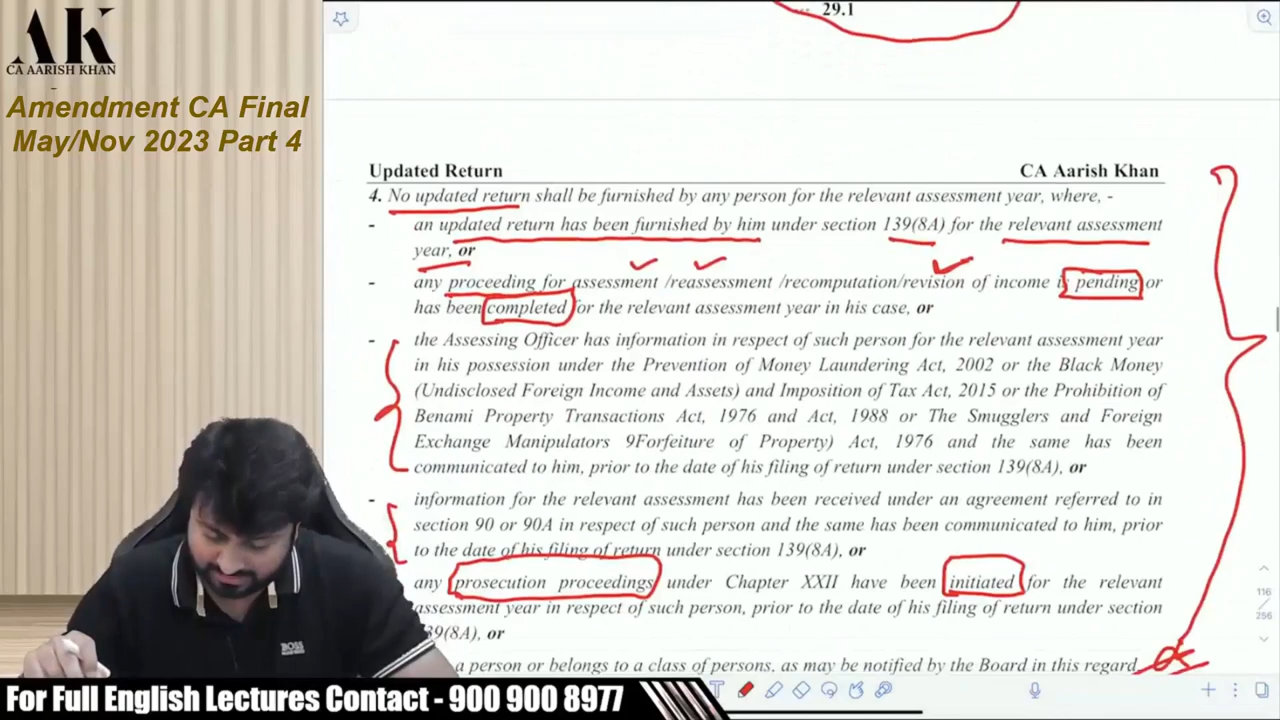 29.1
AK
CA AARISH KHAN
Amendment CA Final
May/Nov 2023 Part 4
Updated Return CA Aarish Khan
4. No updated return shall be furnished by any person for the relevant assessment year, where, -
- an updated return has been furnished by him under section 139(8A) for the relevant assessment
year, or
- any proceeding for assessment /reassessment /recomputation/revision of income is pending or
has been completed for the relevant assessment year in his case, or
- the Assessing Officer has information in respect of such person for the relevant assessment year
in his possession under the Prevention of Money Laundering Act, 2002 or the Black Money
(Undisclosed Foreign Income and Assets) and Imposition of Tax Act, 2015 or the Prohibition of
Benami Property Transactions Act, 1976 and Act, 1988 or The Smugglers and Foreign
Exchange Manipulators 9Forfeiture of Property) Act, 1976 and the same has been
communicated to him, prior to the date of his filing of return under section 139(8A), or
- information for the relevant assessment has been received under an agreement referred to in
section 90 or 90A in respect of such person and the same has been communicated to him, prior
to the date of his filing of return under section 139(8A), or
any prosecution proceedings under Chapter XXII have been initiated for the relevant
assessment year in respect of such person, prior to the date of his filing of return under section
139(8A), or
a person or belongs to a class of persons, as may be notified by the Board in this regard
116
256
BOSS
For Full English Lectures Contact - 900 900 8977